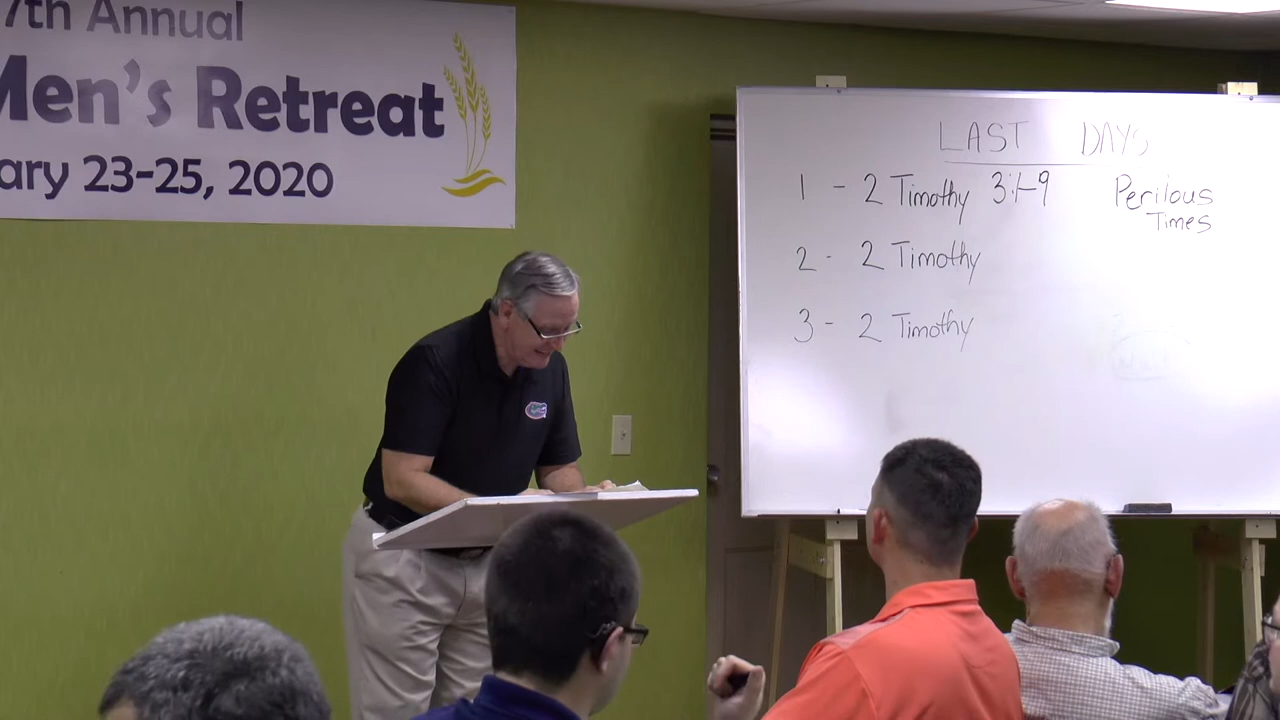 7th Annual
Men's Retreat
ary 23-25, 2020
LAST DAYS
1 - 2 Timothy 3:1-9 Perilous
Times
2 - 2 Timothy
3 - 2 Timothy